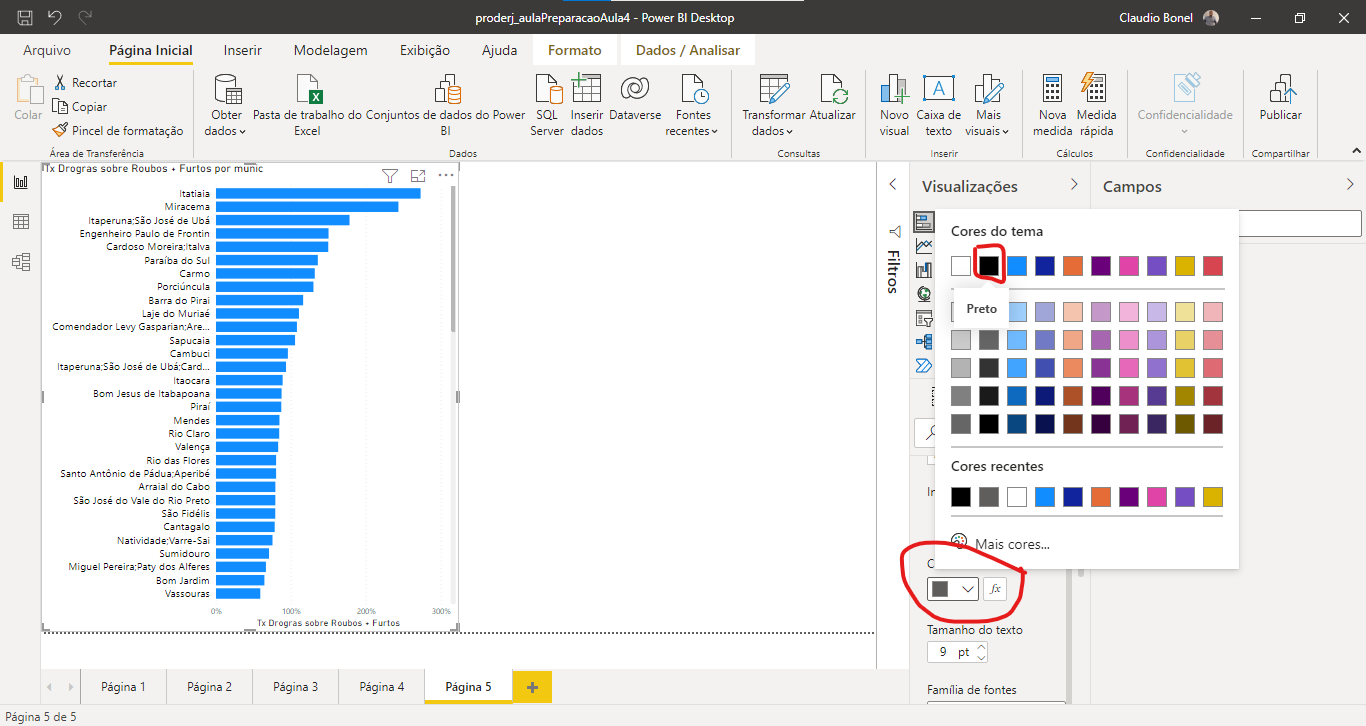 proderj_aulaPreparacaoAula4 - Power BI Desktop
Claudio Bonel
Arquivo
Página Inicial
Inserir
Modelagem
Exibição
Ajuda
Formato
Dados / Analisar
Colar
Recortar
Copiar
Pincel de formatação
Área de Transferência
Obter dados
Pasta de trabalho do Excel
Conjuntos de dados do Power BI
SQL Server
Inserir dados
Dataverse
Fontes recentes
Dados
Transformar dados
Atualizar
Consultas
Novo visual
Caixa de texto
Mais visuais
Inserir
Nova medida
Medida rápida
Cálculos
Confidencialidade
Confidencialidade
Publicar
Compartilhar
Tx Drogras sobre Roubos + Furtos por munic
Itatiaia
Miracema
Itaperuna;São José de Ubá
Engenheiro Paulo de Frontin
Cardoso Moreira;Italva
Paraíba do Sul
Carmo
Porciúncula
Barra do Pirai
Laje do Muriaé
Comendador Levy Gasparian;Are...
Sapucaia
Cambuci
Itaperuna;São José de Ubá;Card...
Itaocara
Bom Jesus de Itabapoana
Piraí
Mendes
Rio Claro
Valença
Rio das Flores
Santo Antônio de Pádua;Aperibé
Arraial do Cabo
São José do Vale do Rio Preto
São Fidélis
Cantagalo
Natividade;Varre-Sai
Sumidouro
Miguel Pereira;Paty dos Alferes
Bom Jardim
Vassouras
0%
100%
200%
300%
Tx Drogras sobre Roubos + Furtos
Filtros
Visualizações
Campos
Cores do tema
Preto
Cores recentes
Mais cores...
fx
Tamanho do texto
9 pt
Família de fontes
Página 1
Página 2
Página 3
Página 4
Página 5
Página 5 de 5